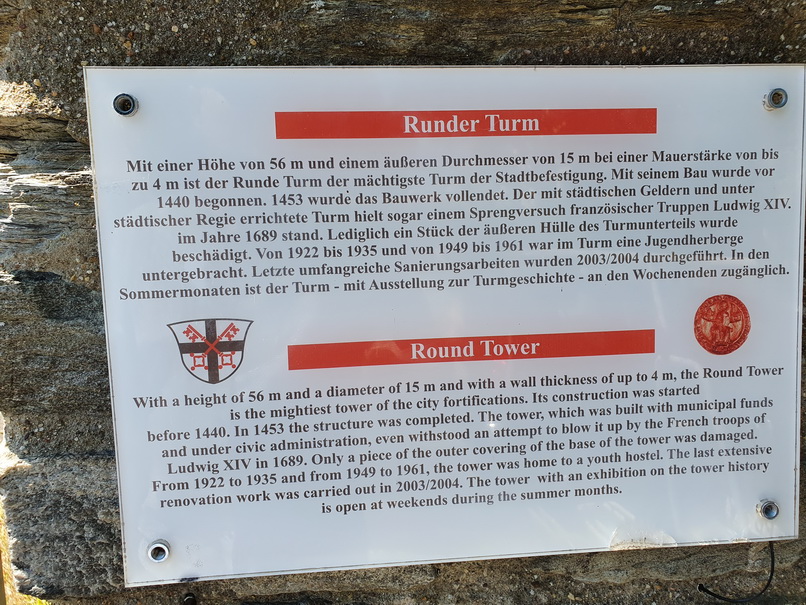 Runder Turm
Mit einer Höhe von 56 m und einem äußeren Durchmesser von 15 m bei einer Mauerstärke von bis
zu 4 m ist der Runde Turm der mächtigste Turm der Stadtbefestigung. Mit seinem Bau wurde vor
1440 begonnen. 1453 wurde das Bauwerk vollendet. Der mit städtischen Geldern und unter
städtischer Regie errichtete Turm hielt sogar einem Sprengversuch französischer Truppen Ludwig XIV.
im Jahre 1689 stand. Lediglich ein Stück der äußeren Hülle des Turmunterteils wurde
beschädigt. Von 1922 bis 1935 und von 1949 bis 1961 war im Turm eine Jugendherberge
untergebracht. Letzte umfangreiche Sanierungsarbeiten wurden 2003/2004 durchgeführt. In den
Sommermonaten ist der Turm - mit Ausstellung zur Turmgeschichte - an den Wochenenden zugänglich.
Round Tower
With a height of 56 m and a diameter of 15 m and with a wall thickness of up to 4 m, the Round Tower
is the mightiest tower of the city fortifications. Its construction was started
before 1440. In 1453 the structure was completed. The tower, which was built with municipal funds
and under civic administration, even withstood an attempt to blow it up by the French troops of
Ludwig XIV in 1689. Only a piece of the outer covering of the base of the tower was damaged.
From 1922 to 1935 and from 1949 to 1961, the tower was home to a youth hostel. The last extensive
renovation work was carried out in 2003/2004. The tower with an exhibition on the tower history
is open at weekends during the summer months.